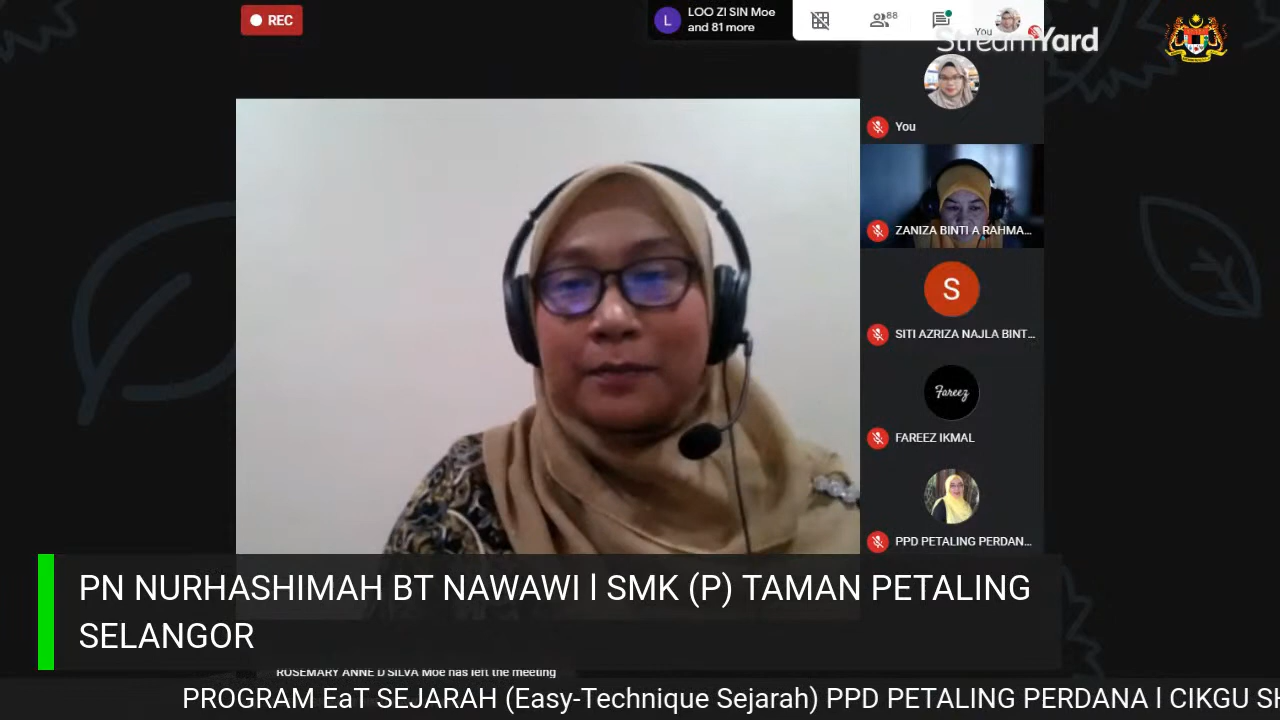 REC
L
LOO ZI SIN Moe
and 81 more
88
You
StreamYard
You
ZANIZA BINTI A RAHMA...
S
SITI AZRIZA NAJLA BINT...
Fareez
FAREEZ IKMAL
PPD PETALING PERDAN...
PN NURHASHIMAH BT NAWAWI l SMK (P) TAMAN PETALING
SELANGOR
ROSEMARY ANNE D SILVA Moe has left the meeting
PROGRAM EaT SEJARAH (Easy-Technique Sejarah) PPD PETALING PERDANA l CIKGU SH